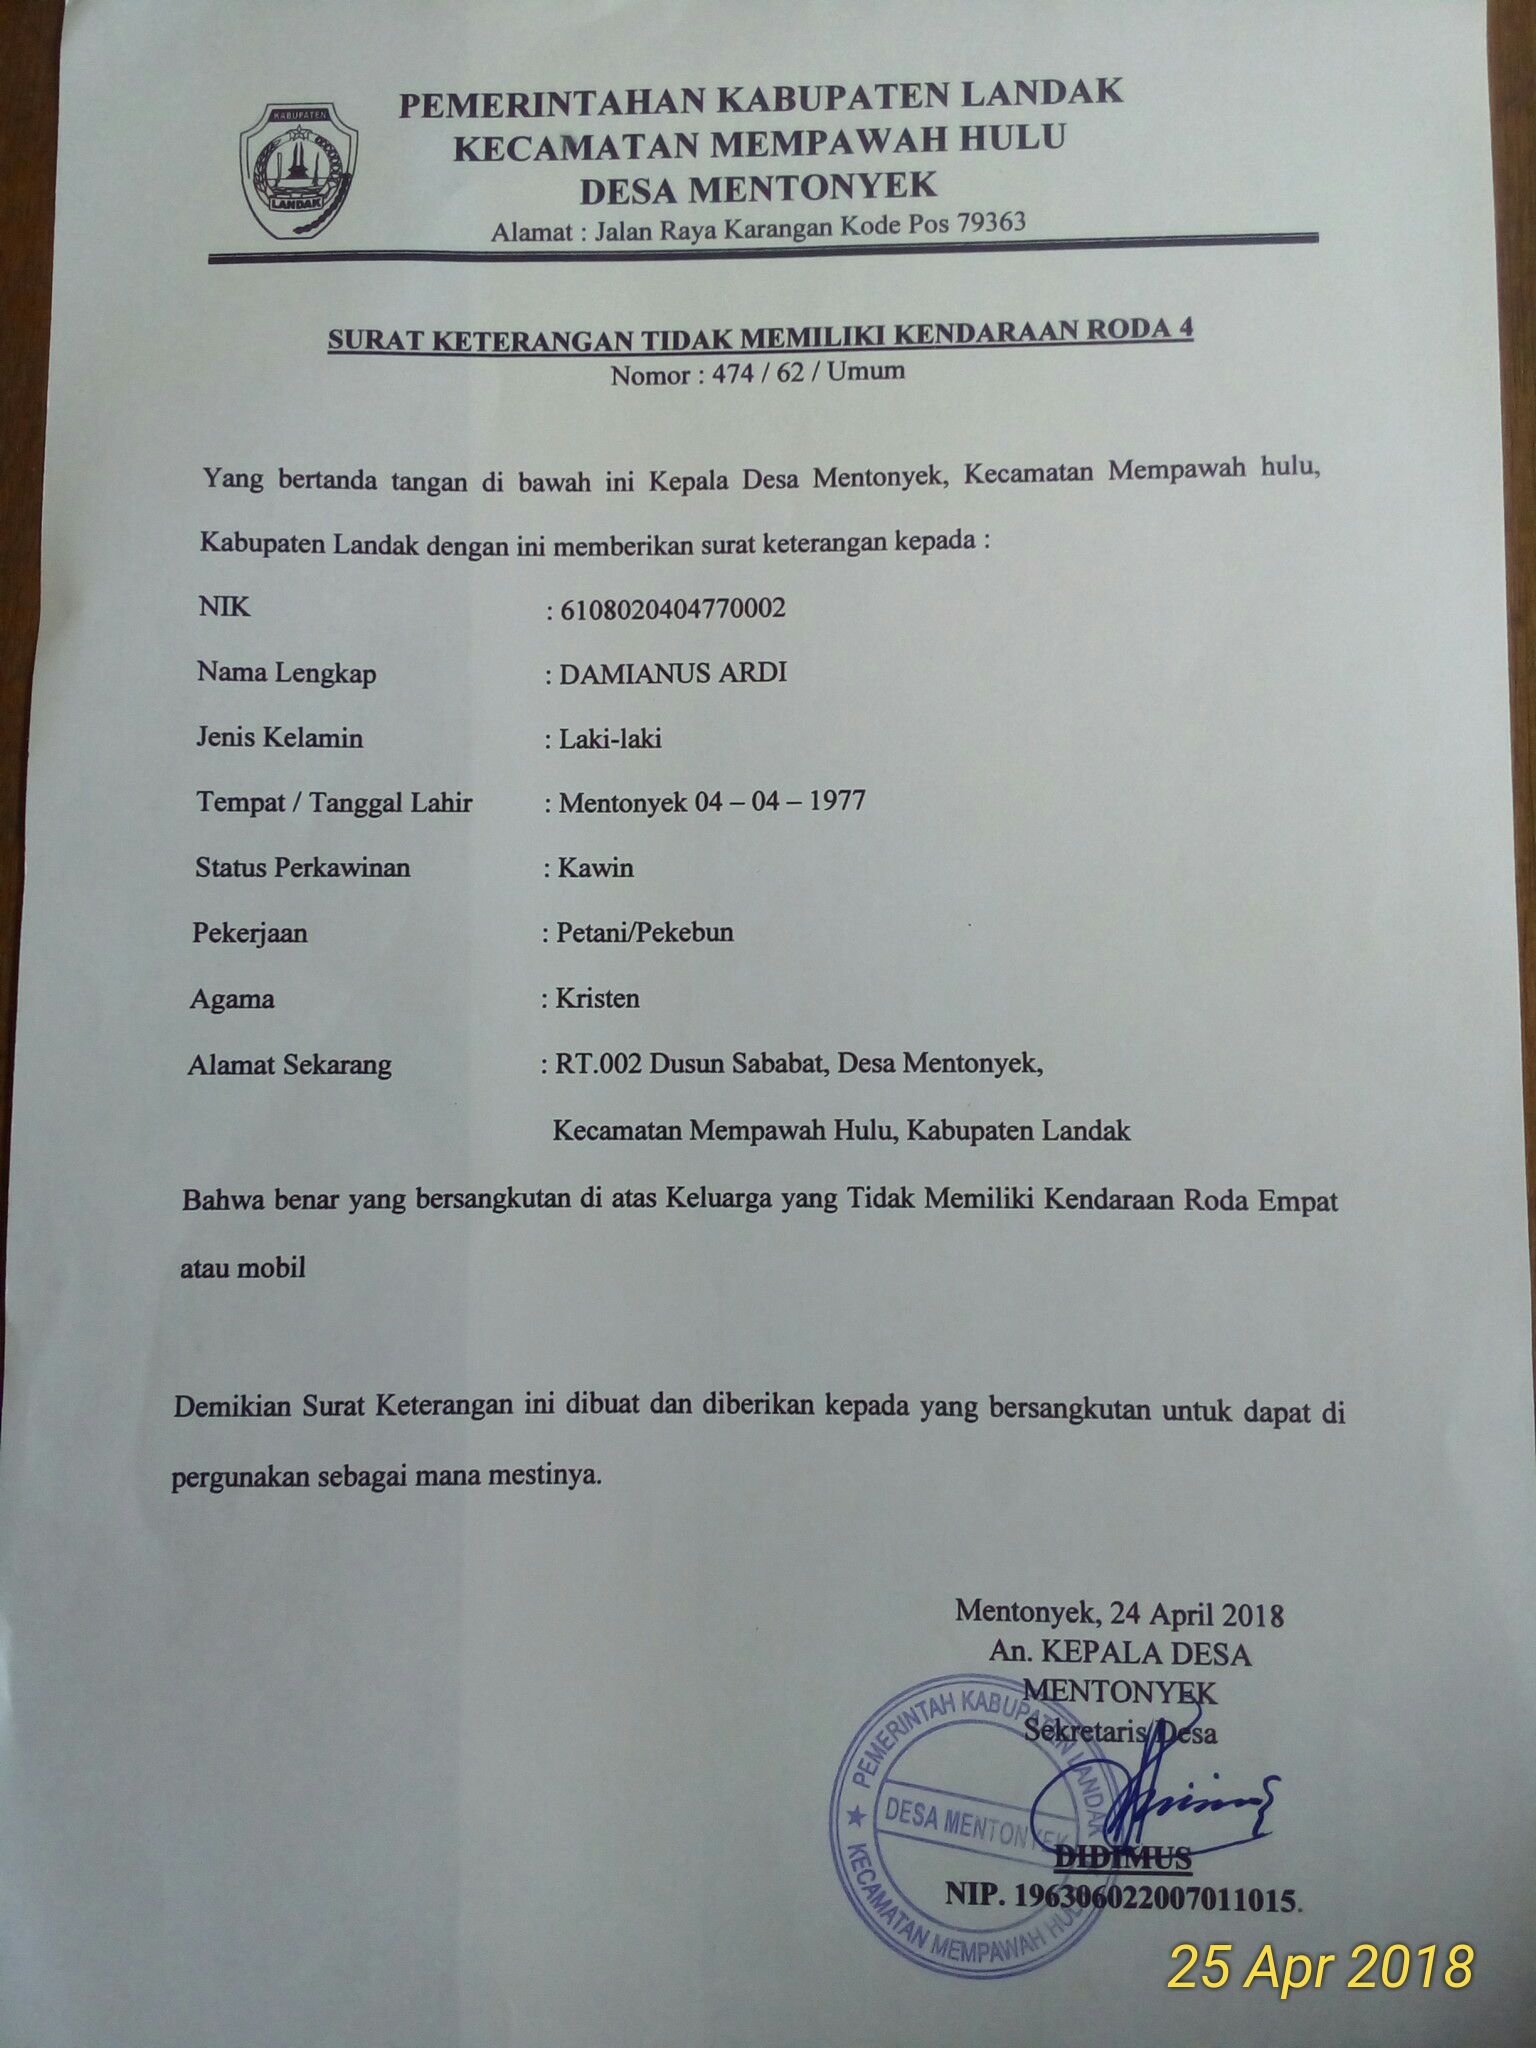 KABUPATEN
LANDAK
PEMERINTAHAN KABUPATEN LANDAK
KECAMATAN MEMPAWAH HULU
DESA MENTONYEK
Alamat : Jalan Raya Karangan Kode Pos 79363
SURAT KETERANGAN TIDAK MEMILIKI KENDARAAN RODA 4
Nomor : 474 / 62 / Umum
Yang bertanda tangan di bawah ini Kepala Desa Mentonyek, Kecamatan Mempawah hulu,
Kabupaten Landak dengan ini memberikan surat keterangan kepada :
NIK : 6108020404770002
Nama Lengkap : DAMIANUS ARDI
Jenis Kelamin : Laki-laki
Tempat / Tanggal Lahir : Mentonyek 04 – 04 – 1977
Status Perkawinan : Kawin
Pekerjaan : Petani/Pekebun
Agama : Kristen
Alamat Sekarang : RT.002 Dusun Sababat, Desa Mentonyek,
Kecamatan Mempawah Hulu, Kabupaten Landak
Bahwa benar yang bersangkutan di atas Keluarga yang Tidak Memiliki Kendaraan Roda Empat
atau mobil
Demikian Surat Keterangan ini dibuat dan diberikan kepada yang bersangkutan untuk dapat di
pergunakan sebagai mana mestinya.
Mentonyek, 24 April 2018
An. KEPALA DESA
MENTONYEK
Sekretaris Desa
PEMERINTAH KABUPATEN LANDAK
DESA MENTONYEK
KECAMATAN MEMPAWAH HULU
DIDIMUS
NIP. 196306022007011015.
25 Apr 2018